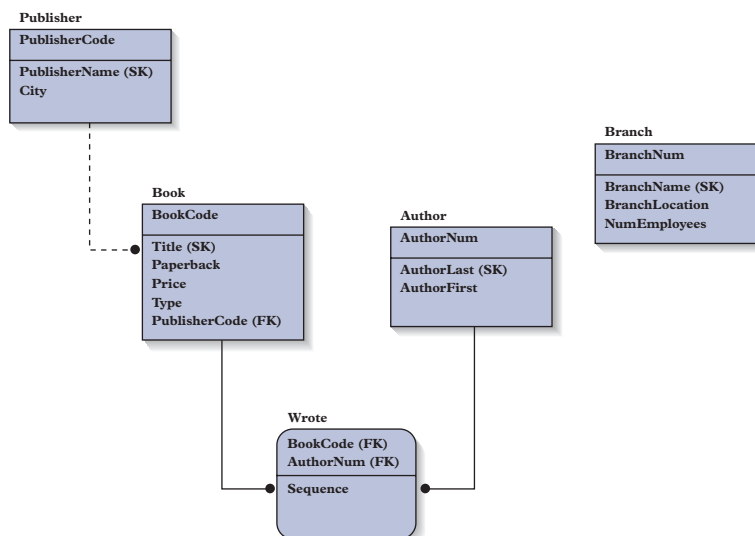 Publisher
PublisherCode
PublisherName (SK)
City
Book
BookCode
Title (SK)
Paperback
Price
Type
PublisherCode (FK)
Author
AuthorNum
AuthorLast (SK)
AuthorFirst
Branch
BranchNum
BranchName (SK)
BranchLocation
NumEmployees
Wrote
BookCode (FK)
AuthorNum (FK)
Sequence